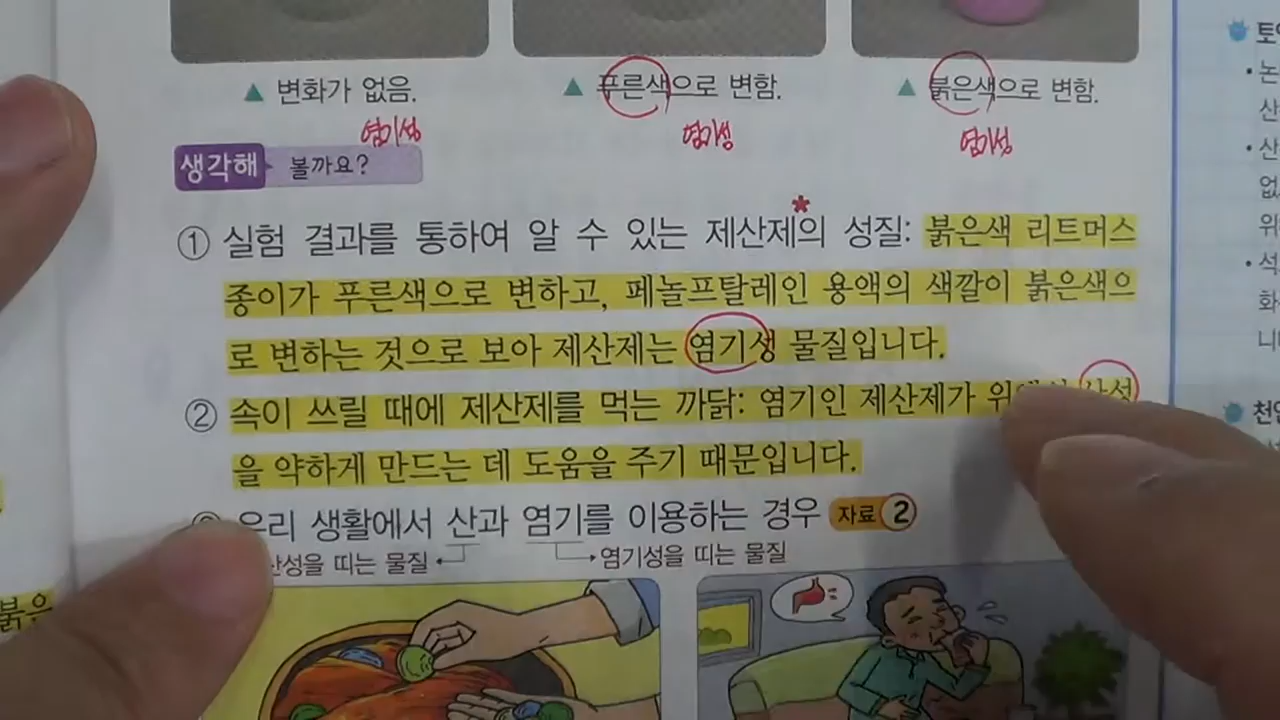 ▲ 변화가 없음.
▲ 푸른색으로 변함.
▲ 붉은색으로 변함.
염기성
염기성
염기성
생각해 볼까요?
① 실험 결과를 통하여 알 수 있는 제산제의 성질: 붉은색 리트머스
종이가 푸른색으로 변하고, 페놀프탈레인 용액의 색깔이 붉은색으
로 변하는 것으로 보아 제산제는 염기성 물질입니다.
② 속이 쓰릴 때에 제산제를 먹는 까닭: 염기인 제산제가 산성
을 약하게 만드는 데 도움을 주기 때문입니다.
우리 생활에서 산과 염기를 이용하는 경우 자료 2
산성을 띠는 물질
염기성을 띠는 물질
붉은
• 논
• 산
• 석